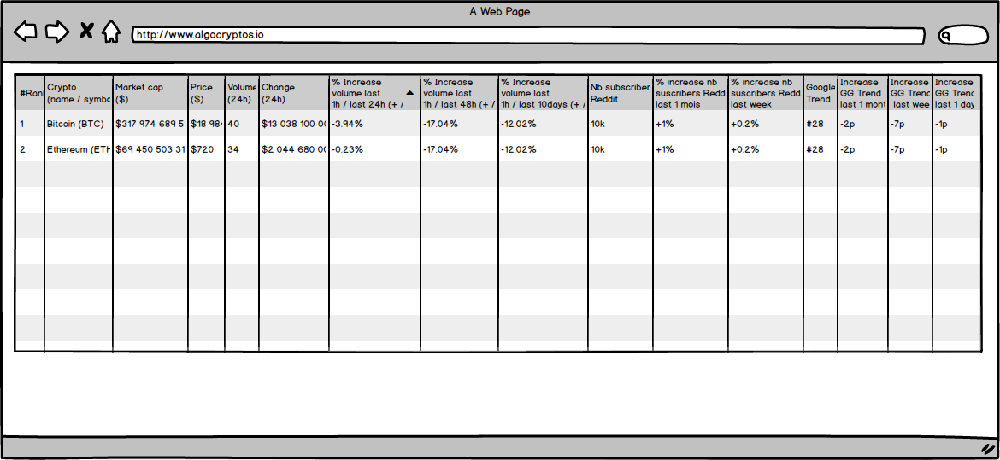 A Web Page
http://www.algocryptos.io
#Ran
Crypto
(name / symbo
Market cap
($)
Price
($)
Volume
(24h)
Change
(24h)
% Increase
volume last
1h / last 24h (+ /
% Increase
volume last
1h / last 48h (+ /
% Increase
volume last
1h / last 10days (+ /
Nb subscriber
Reddit
% increase nb
suscribers Redd
last 1 mois
% increase nb
suscribers Redd
last week
Google
Trend
Increase
GG Trend
last 1 mont
Increase
GG Trend
last wee
Increase
GG Trend
last 1 day
1 Bitcoin (BTC) $317 974 689 5 $18 984 40 $13 038 100 00 -3.94% -17.04% -12.02% 10k +1% +0.2% #28 -2p -7p -1p
2 Ethereum (ETH $69 450 503 31 $720 34 $2 044 680 00 -0.23% -17.04% -12.02% 10k +1% +0.2% #28 -2p -7p -1p